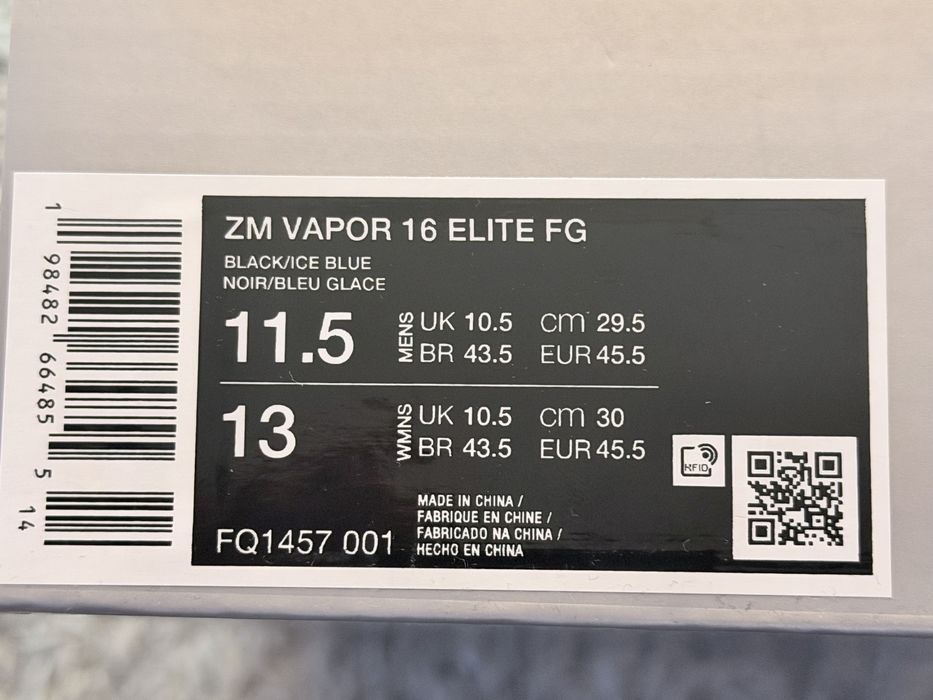 ZM VAPOR 16 ELITE FG
BLACK/ICE BLUE
NOIR/BLEU GLACE
11.5 MENS UK 10.5 cm 29.5
BR 43.5 EUR 45.5
13 WMNS UK 10.5 cm 30
BR 43.5 EUR 45.5
RFID
FQ1457 001
MADE IN CHINA /
FABRIQUE EN CHINE /
FABRICADO NA CHINA /
HECHO EN CHINA
1 98482 66485 5 14